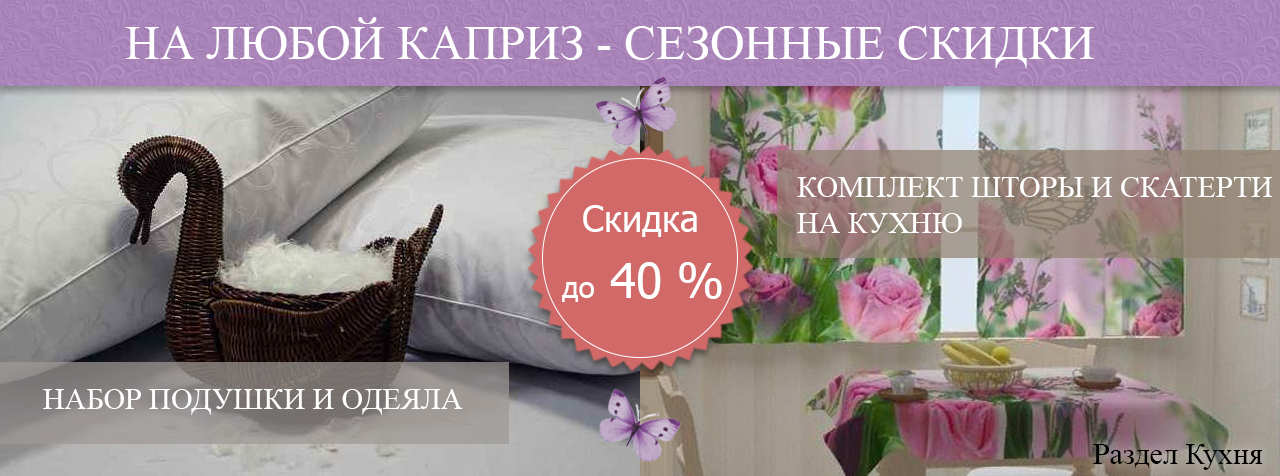 НА ЛЮБОЙ КАПРИЗ - СЕЗОННЫЕ СКИДКИ
Скидка
до 40 %
КОМПЛЕКТ ШТОРЫ И СКАТЕРТИ
НА КУХНЮ
НАБОР ПОДУШКИ И ОДЕЯЛА
Раздел Кухня